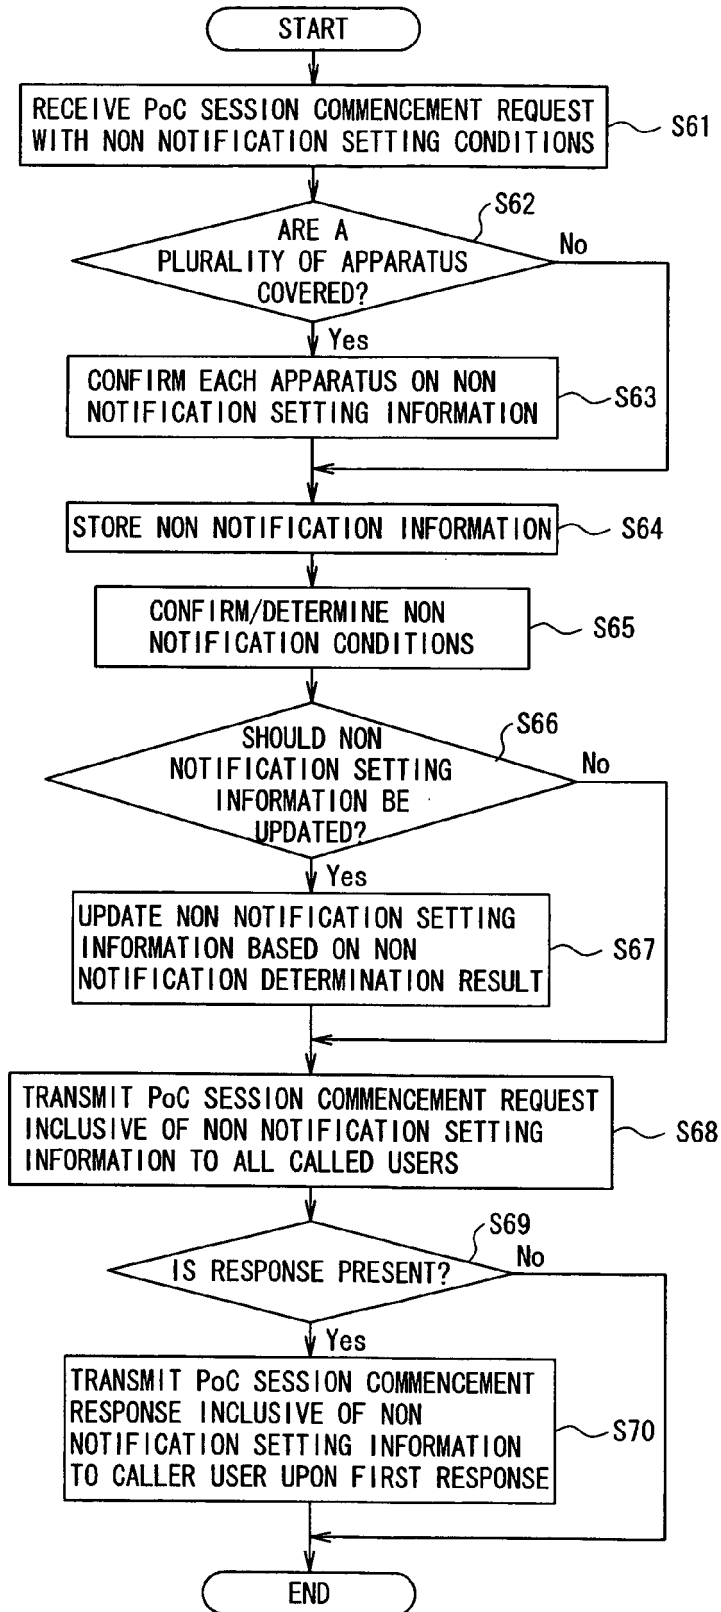 START
RECEIVE PoC SESSION COMMENCEMENT REQUEST
WITH NON NOTIFICATION SETTING CONDITIONS
S61
S62
ARE A
PLURALITY OF APPARATUS
COVERED?
No
Yes
CONFIRM EACH APPARATUS ON NON
NOTIFICATION SETTING INFORMATION
S63
STORE NON NOTIFICATION INFORMATION
S64
CONFIRM/DETERMINE NON
NOTIFICATION CONDITIONS
S65
S66
SHOULD NON
NOTIFICATION SETTING
INFORMATION BE
UPDATED?
No
Yes
UPDATE NON NOTIFICATION SETTING
INFORMATION BASED ON NON
NOTIFICATION DETERMINATION RESULT
S67
TRANSMIT PoC SESSION COMMENCEMENT REQUEST
INCLUSIVE OF NON NOTIFICATION SETTING
INFORMATION TO ALL CALLED USERS
S68
S69
IS RESPONSE PRESENT?
No
Yes
TRANSMIT PoC SESSION COMMENCEMENT
RESPONSE INCLUSIVE OF NON
NOTIFICATION SETTING INFORMATION
TO CALLER USER UPON FIRST RESPONSE
S70
END